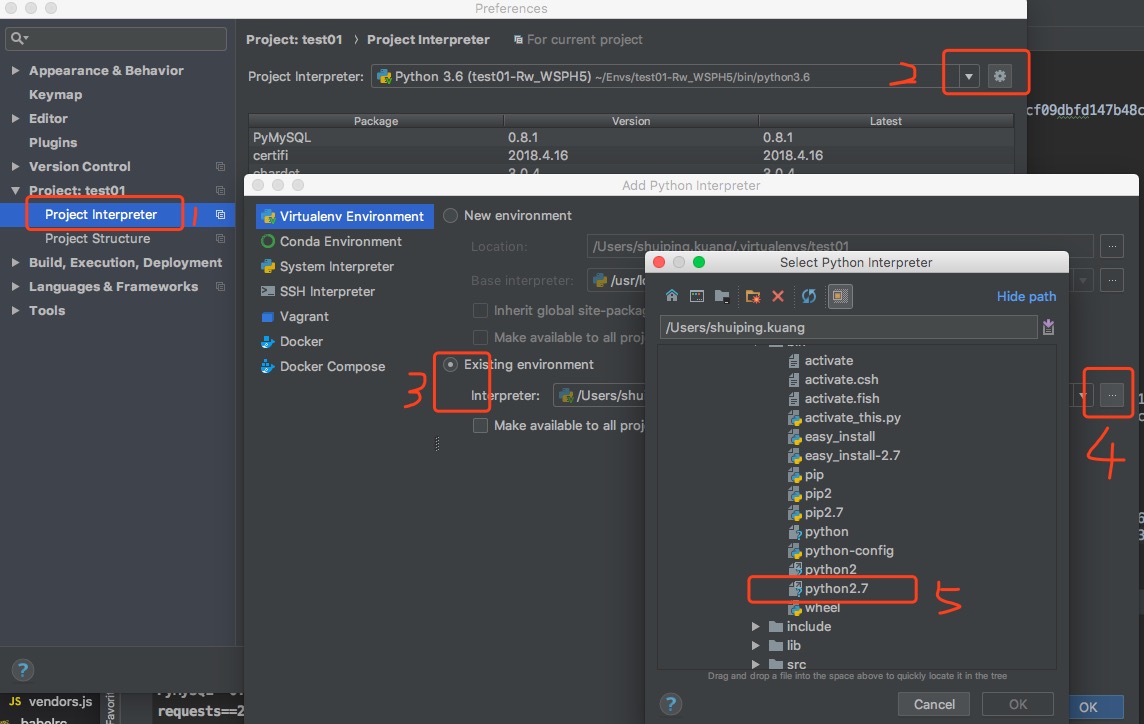 Preferences
Project: test01 › Project Interpreter For current project
Project Interpreter: Python 3.6 (test01-Rw_WSPH5) ~/Envs/test01-Rw_WSPH5/bin/python3.6
2
Appearance & Behavior
Keymap
Editor
Plugins
Version Control
Project: test01
Project Interpreter
1
Project Structure
Build, Execution, Deployment
Languages & Frameworks
Tools
Package Version Latest
PyMySQL 0.8.1 0.8.1
certifi 2018.4.16 2018.4.16
chardet 3.0.4 3.0.4
cf09dbfd147b48c
Add Python Interpreter
Virtualenv Environment
Conda Environment
System Interpreter
SSH Interpreter
Vagrant
Docker
Docker Compose
New environment
Location: /Users/shuiping.kuang/.virtualenvs/test01
Base interpreter: /usr/lo
Inherit global site-packag
Make available to all proj
Existing environment
3
Interpreter: /Users/shui
Make available to all proj
...
4
Select Python Interpreter
Hide path
/Users/shuiping.kuang
bin
activate
activate.csh
activate.fish
activate_this.py
easy_install
easy_install-2.7
pip
pip2
pip2.7
python
python-config
python2
python2.7
5
wheel
include
lib
src
Drag and drop a file into the space above to quickly locate it in the tree
?
Cancel
OK
OK
?
JS vendors.js
babelrc
Favorit
requests==2